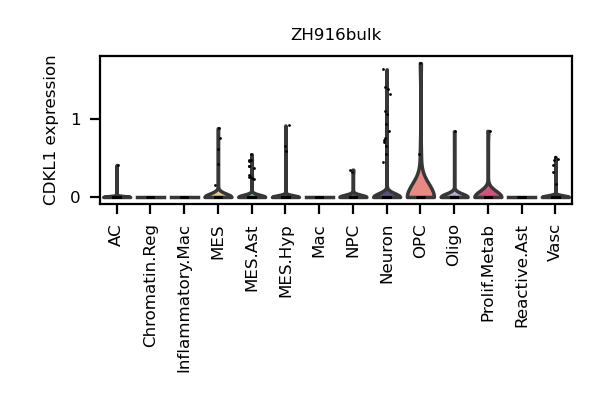 ZH916bulk
CDKL1 expression
1
0
AC
Chromatin.Reg
Inflammatory.Mac
MES
MES.Ast
MES.Hyp
Mac
NPC
Neuron
OPC
Oligo
Prolif.Metab
Reactive.Ast
Vasc